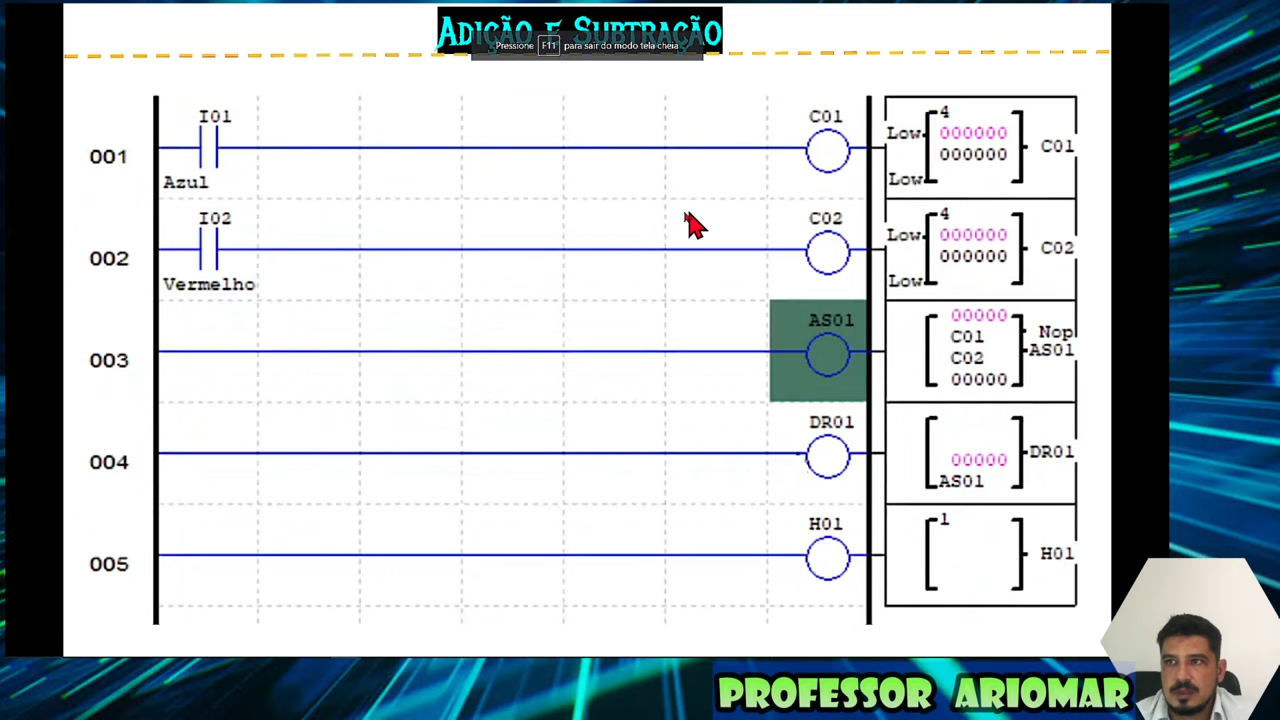 Adição e Subtração
Pressione F11 para sair do modo tela cheia
I01 C01 4
001 Low 000000 C01
000000
Azul Low
I02 C02 4
002 Low 000000 C02
000000
Vermelho Low
AS01 00000 Nop
003 C01 AS01
C02
00000
DR01
004 00000 DR01
AS01
H01 1
005 H01
PROFESSOR ARIOMAR